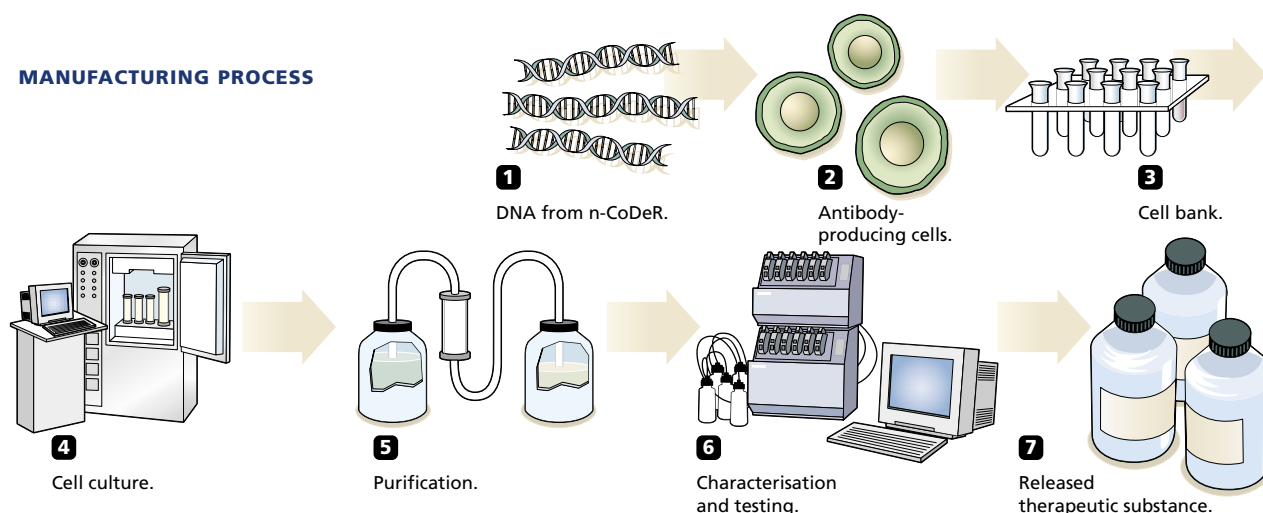 MANUFACTURING PROCESS
1
DNA from n-CoDeR.
2
Antibody-
producing cells.
3
Cell bank.
4
Cell culture.
5
Purification.
6
Characterisation
and testing.
7
Released
therapeutic substance.